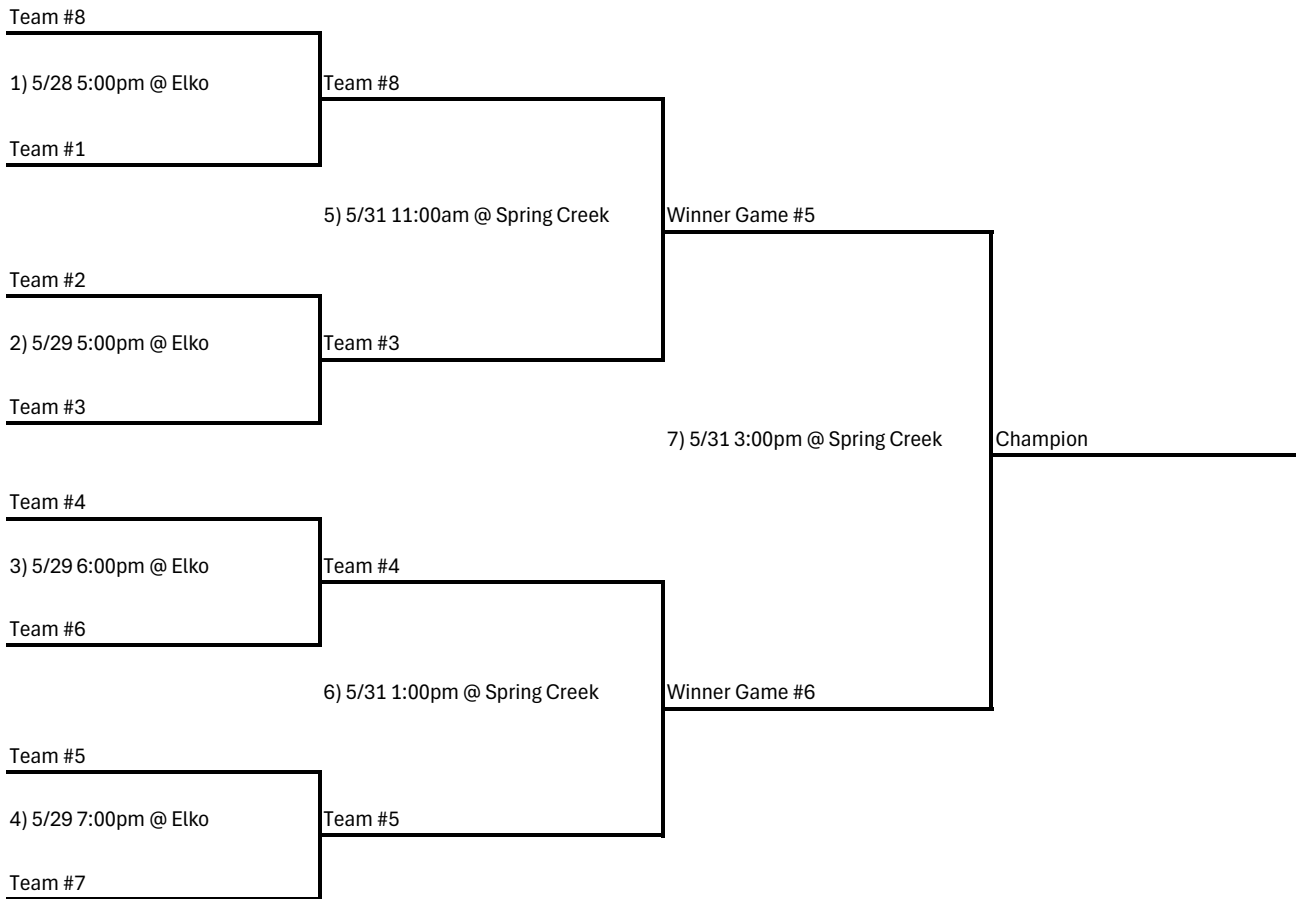 Team #8
1) 5/28 5:00pm @ Elko
Team #8
Team #1
5) 5/31 11:00am @ Spring Creek
Winner Game #5
Team #2
2) 5/29 5:00pm @ Elko
Team #3
Team #3
7) 5/31 3:00pm @ Spring Creek
Champion
Team #4
3) 5/29 6:00pm @ Elko
Team #4
Team #6
6) 5/31 1:00pm @ Spring Creek
Winner Game #6
Team #5
4) 5/29 7:00pm @ Elko
Team #5
Team #7